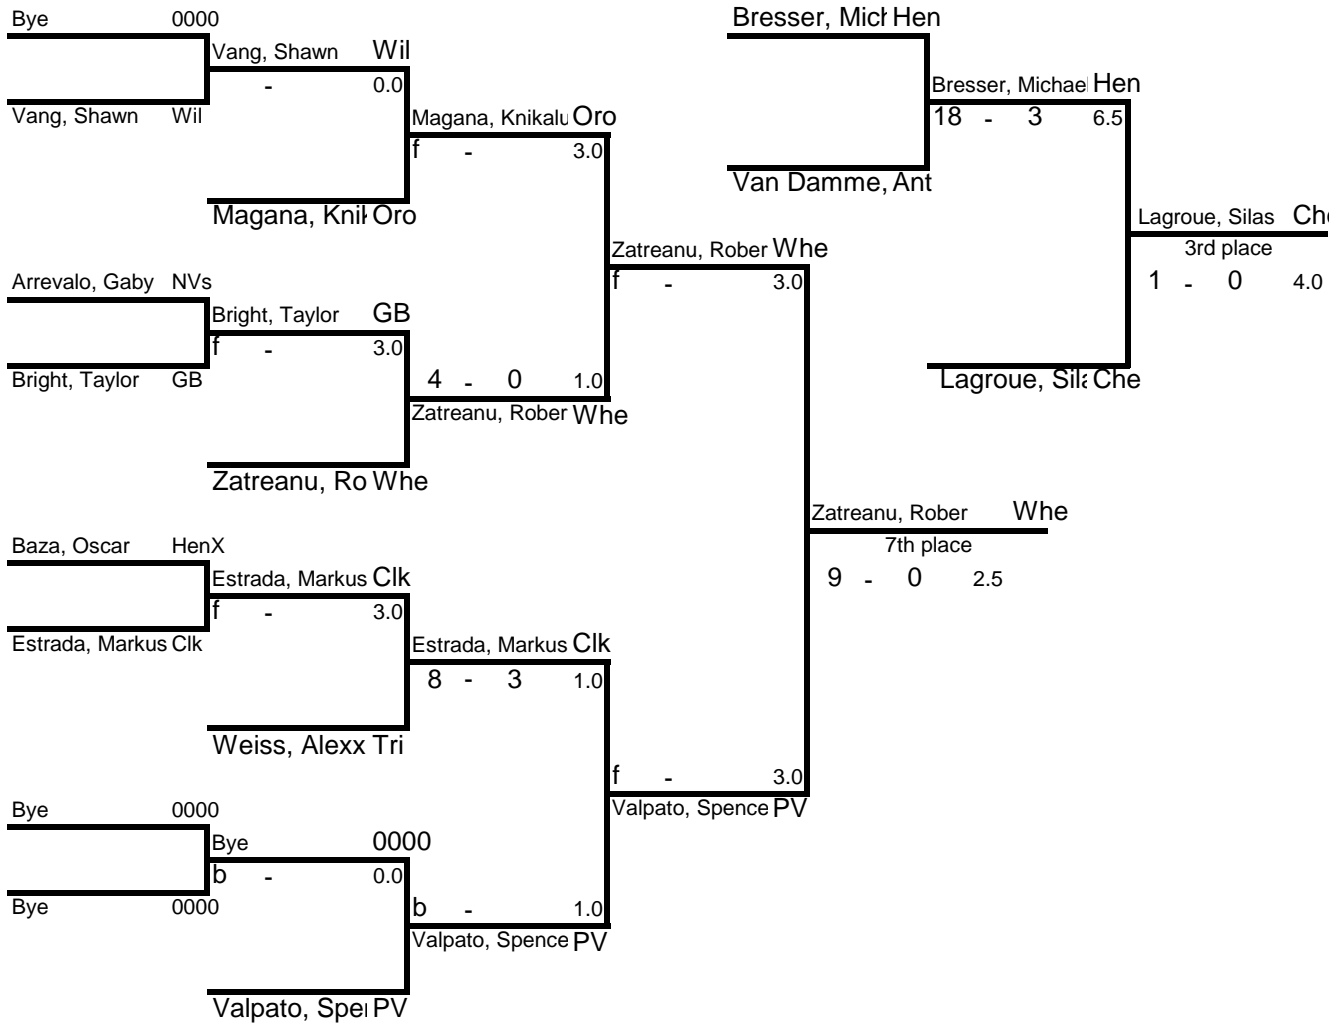 Bye 0000
Vang, Shawn Wil
- 0.0
Vang, Shawn Wil
Magana, Knikalu Oro
f - 3.0
Magana, Knik Oro
Zatreanu, Rober Whe
f - 3.0
Arrevalo, Gaby NVs
Bright, Taylor GB
f - 3.0
Bright, Taylor GB
4 - 0 1.0
Zatreanu, Rober Whe
Zatreanu, Ro Whe
Zatreanu, Rober Whe
7th place
9 - 0 2.5
Baza, Oscar HenX
Estrada, Markus Clk
f - 3.0
Estrada, Markus Clk
Estrada, Markus Clk
8 - 3 1.0
Weiss, Alexx Tri
f - 3.0
Valpato, Spence PV
Bye 0000
Bye 0000
b - 0.0
Bye 0000
b - 1.0
Valpato, Spence PV
Valpato, Spe PV
Bresser, Mich Hen
Bresser, Michae Hen
18 - 3 6.5
Van Damme, Ant
Lagroue, Silas Che
3rd place
1 - 0 4.0
Lagroue, Sila Che